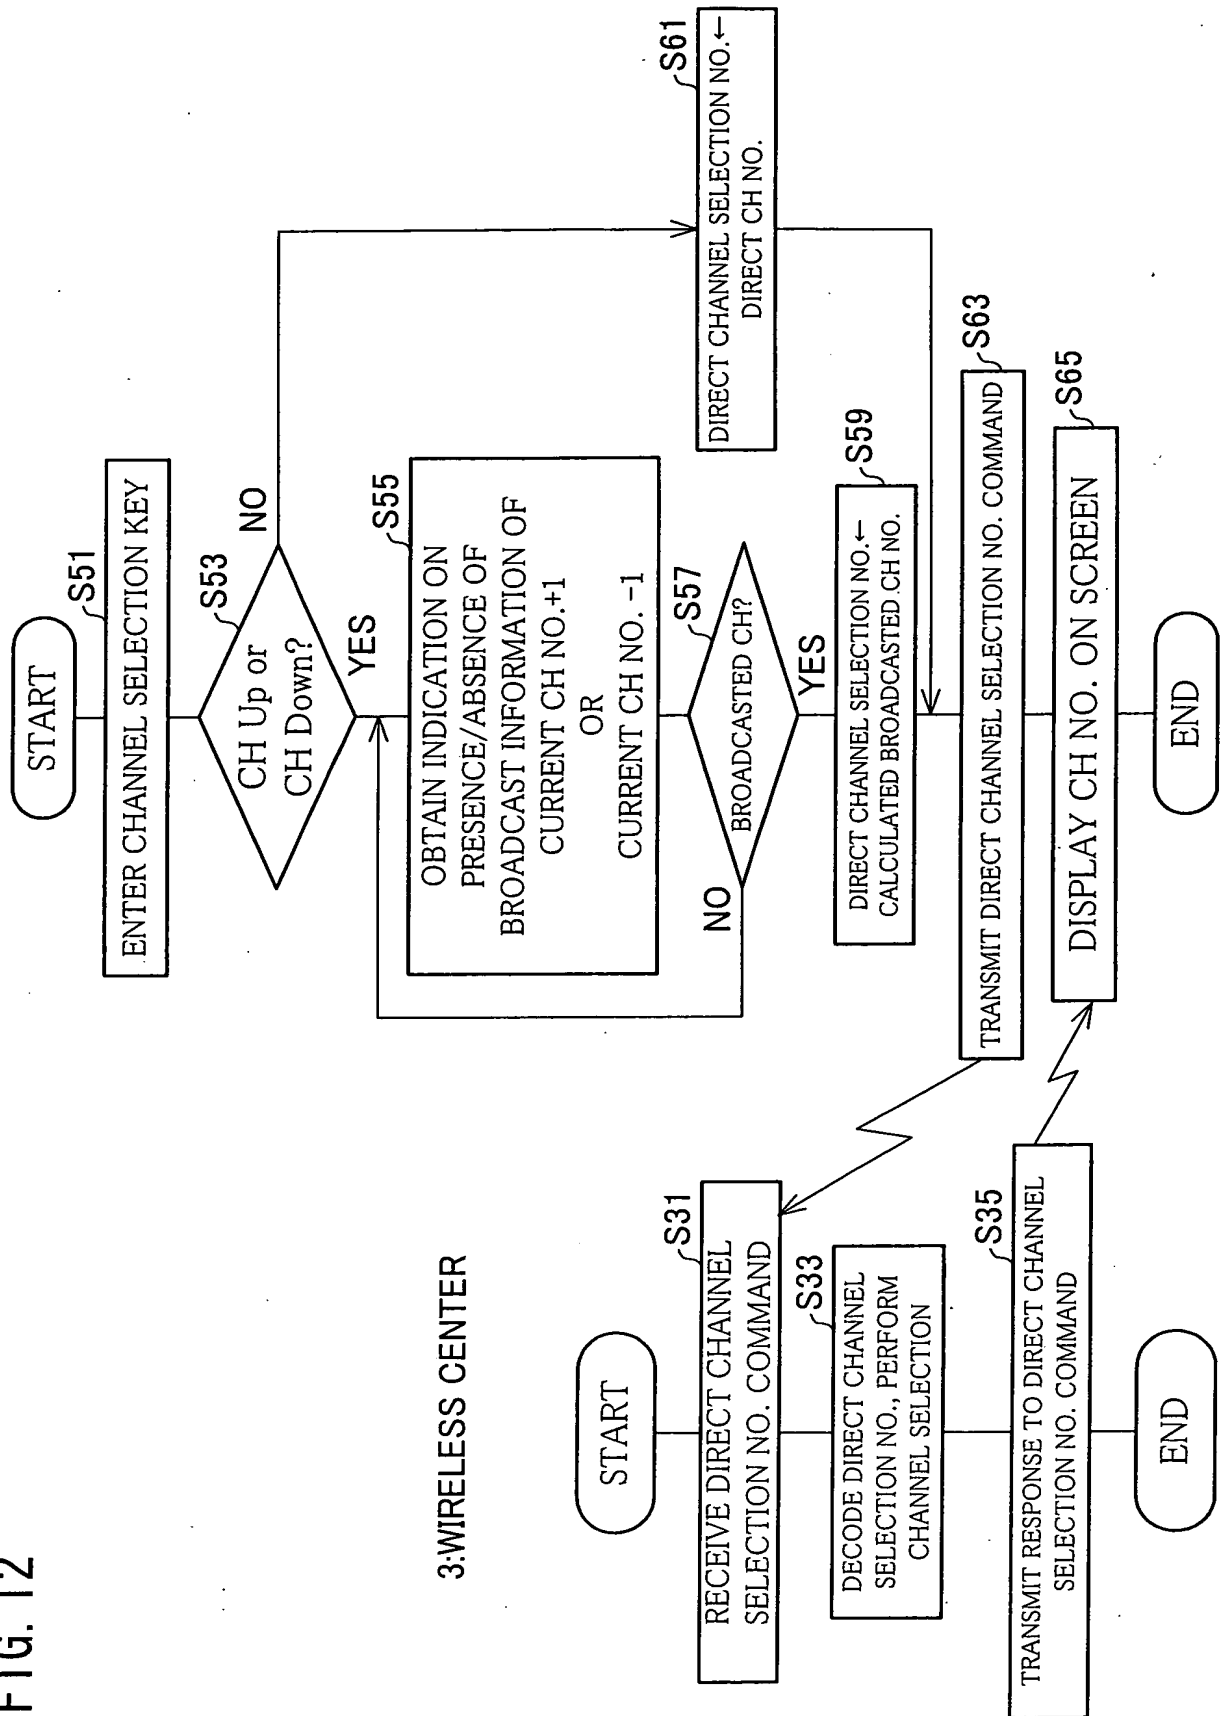 FIG. 12
3:WIRELESS CENTER
START
S31
RECEIVE DIRECT CHANNEL
SELECTION NO. COMMAND
S33
DECODE DIRECT CHANNEL
SELECTION NO., PERFORM
CHANNEL SELECTION
S35
TRANSMIT RESPONSE TO DIRECT CHANNEL
SELECTION NO. COMMAND
END
START
S51
ENTER CHANNEL SELECTION KEY
S53
CH Up or
CH Down?
NO
YES
S55
OBTAIN INDICATION ON
PRESENCE/ABSENCE OF
BROADCAST INFORMATION OF
CURRENT CH NO.+1
OR
CURRENT CH NO. -1
S57
BROADCASTED CH?
NO
YES
S59
DIRECT CHANNEL SELECTION NO.←
CALCULATED BROADCASTED CH NO.
S61
DIRECT CHANNEL SELECTION NO.←
DIRECT CH NO.
S63
TRANSMIT DIRECT CHANNEL SELECTION NO. COMMAND
S65
DISPLAY CH NO. ON SCREEN
END